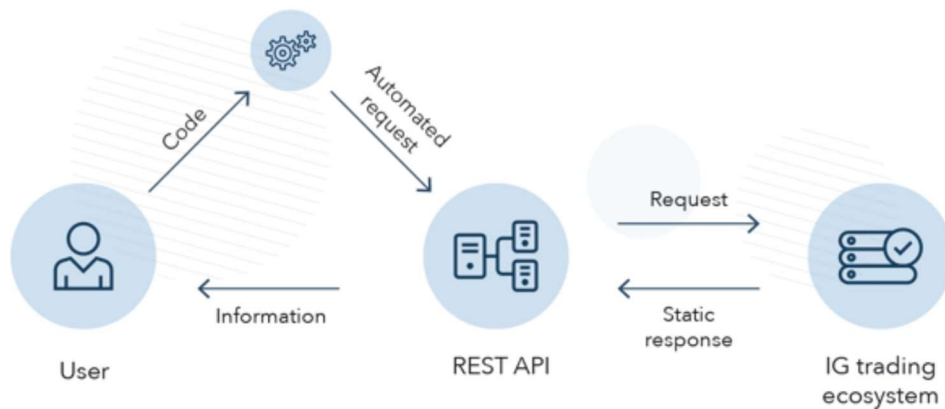 Code
Automated
request
Request
Information
Static
response
User
REST API
IG trading
ecosystem